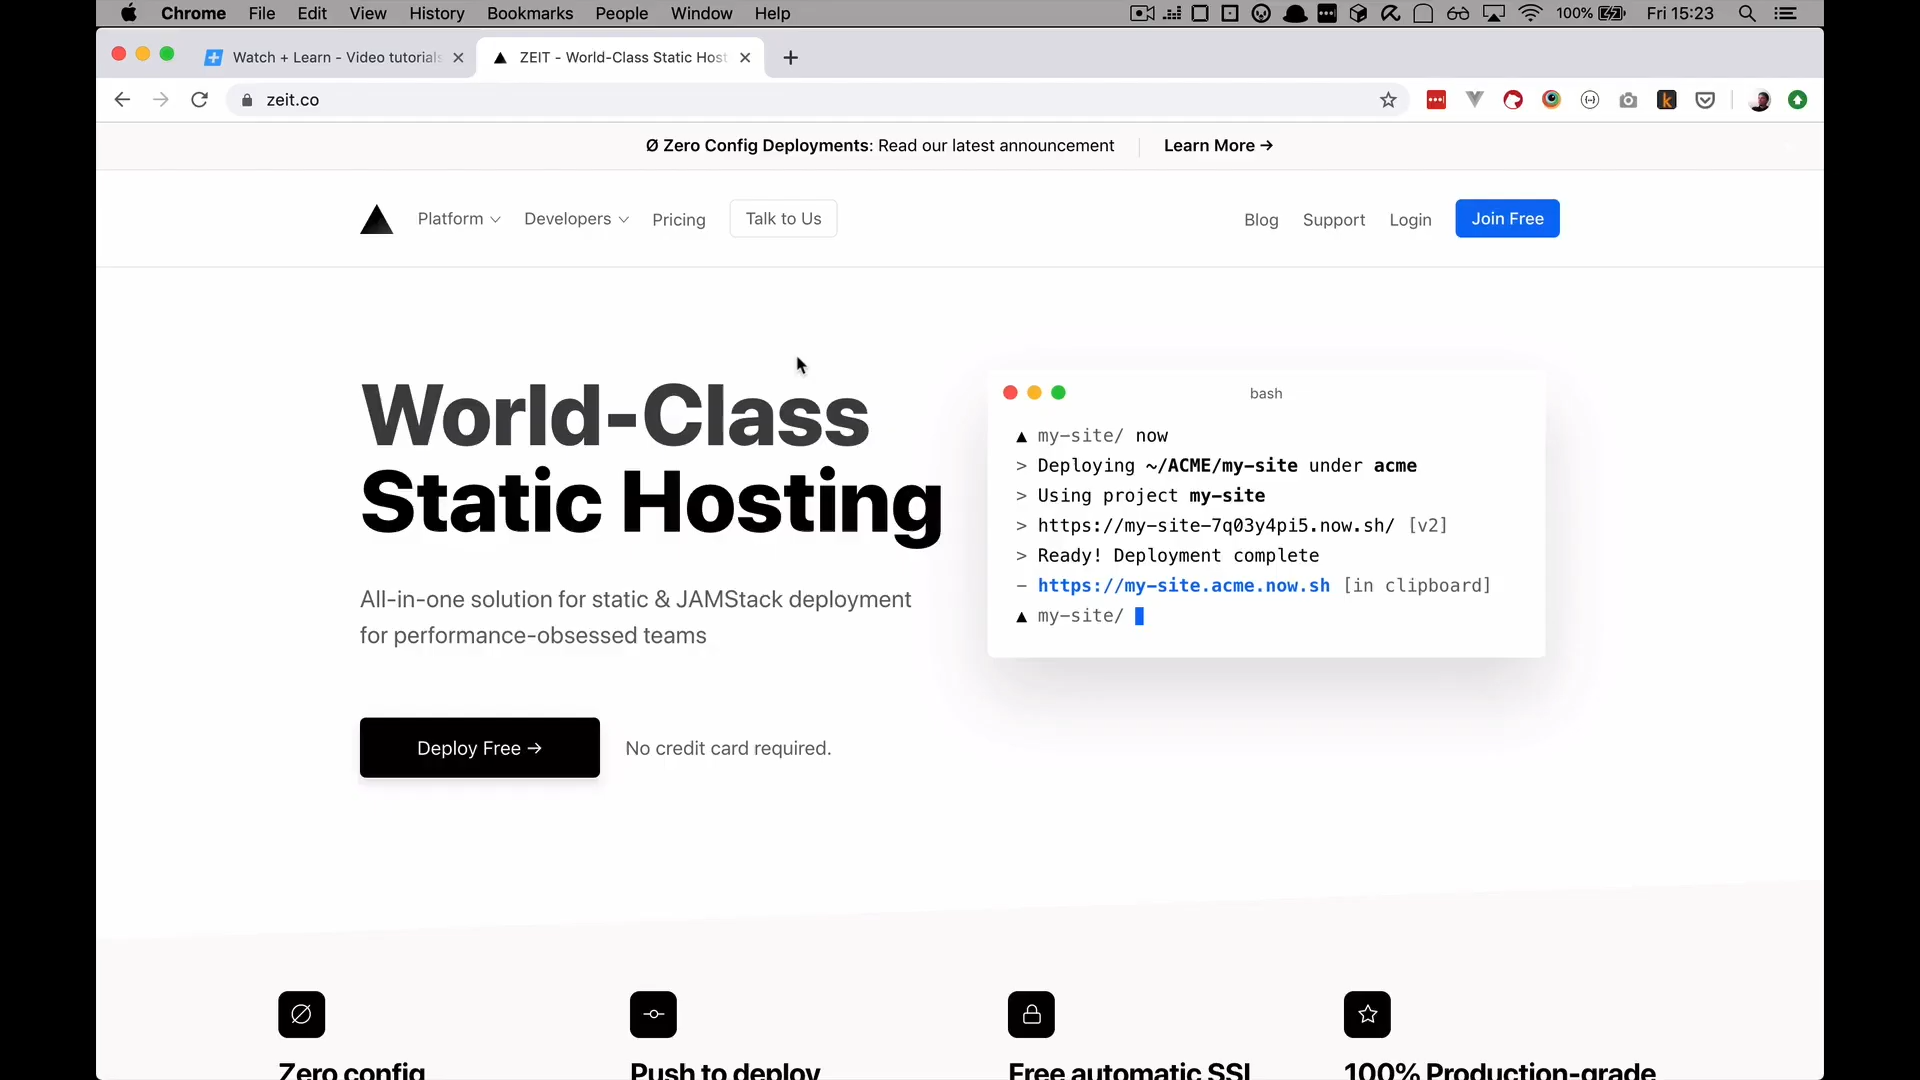 Chrome File Edit View History Bookmarks People Window Help 100% Fri 15:23
Watch + Learn - Video tutorials ZEIT - World-Class Static Host
zeit.co
Ø Zero Config Deployments: Read our latest announcement Learn More →
Platform Developers Pricing Talk to Us Blog Support Login Join Free
World-Class
Static Hosting
All-in-one solution for static & JAMStack deployment
for performance-obsessed teams
Deploy Free → No credit card required.
bash
▲ my-site/ now
> Deploying ~/ACME/my-site under acme
> Using project my-site
> https://my-site-7q03y4pi5.now.sh/ [v2]
> Ready! Deployment complete
– https://my-site.acme.now.sh [in clipboard]
▲ my-site/
Zero config Push to deploy Free automatic SSL 100% Production-grade